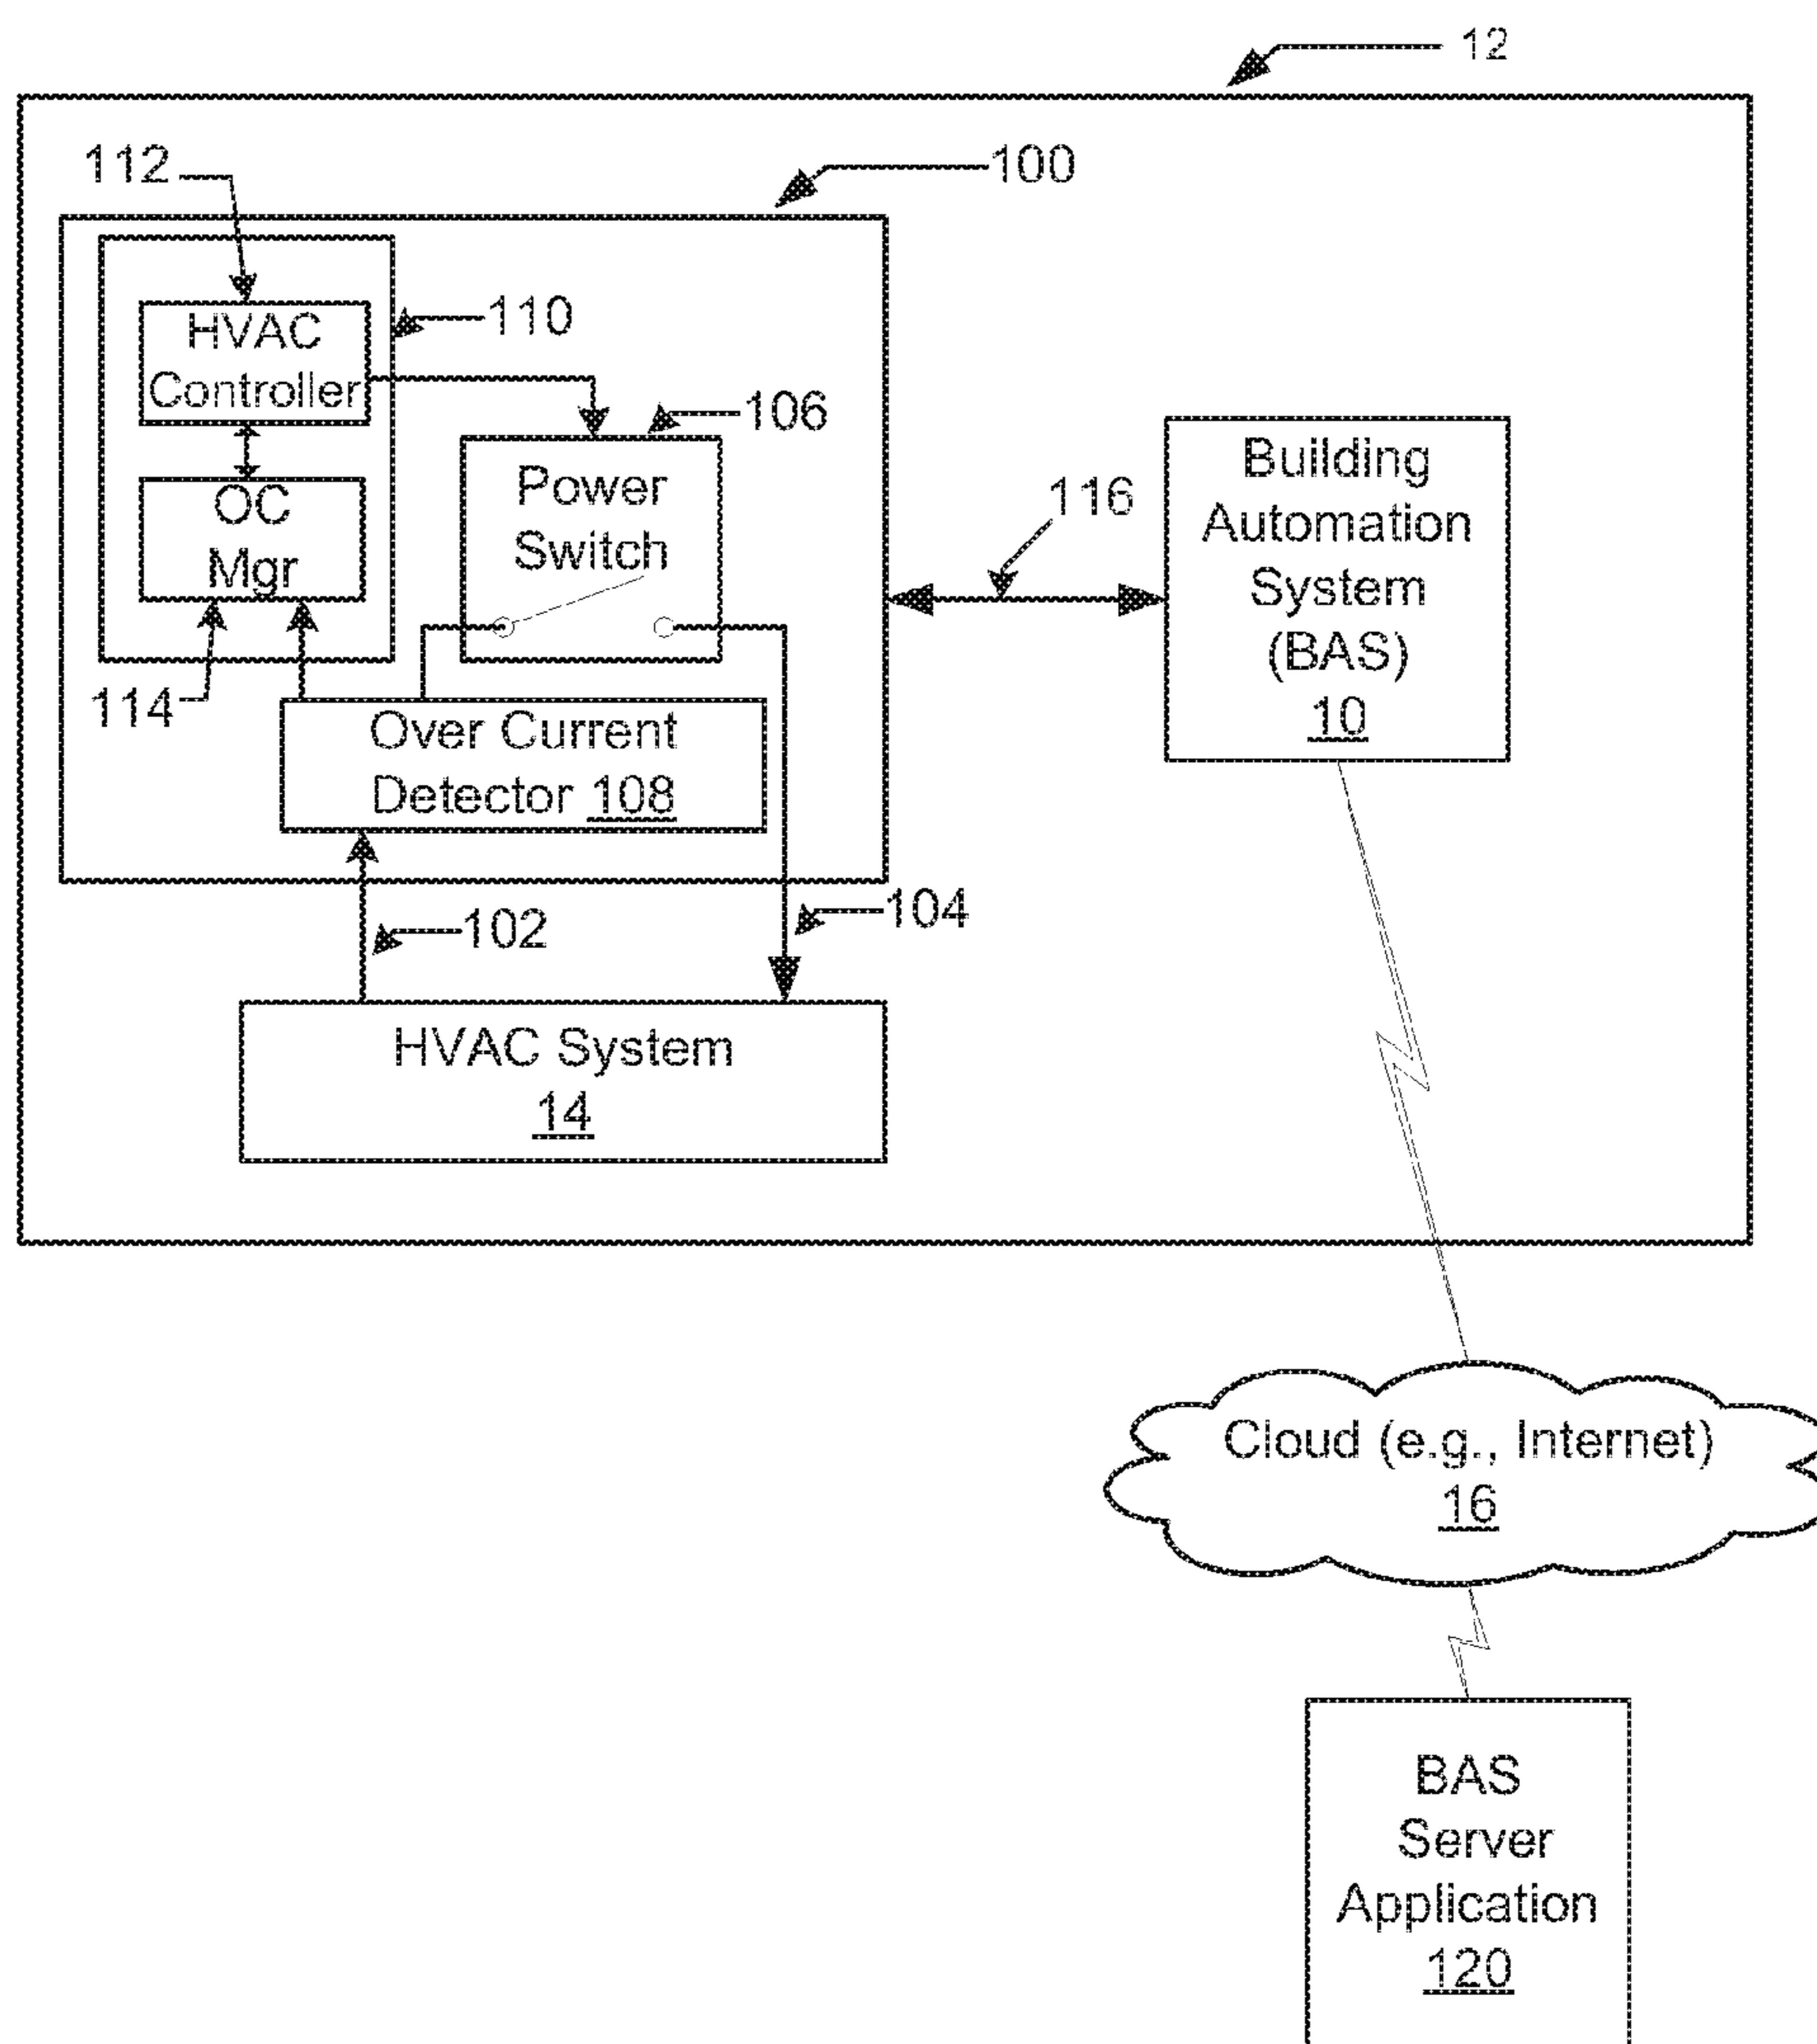 12
112
100
HVAC
Controller
110
106
OC
Mgr
Power
Switch
116
Building
Automation
System
(BAS)
10
114
Over Current
Detector 108
102
104
HVAC System
14
Cloud (e.g., Internet)
16
BAS
Server
Application
120